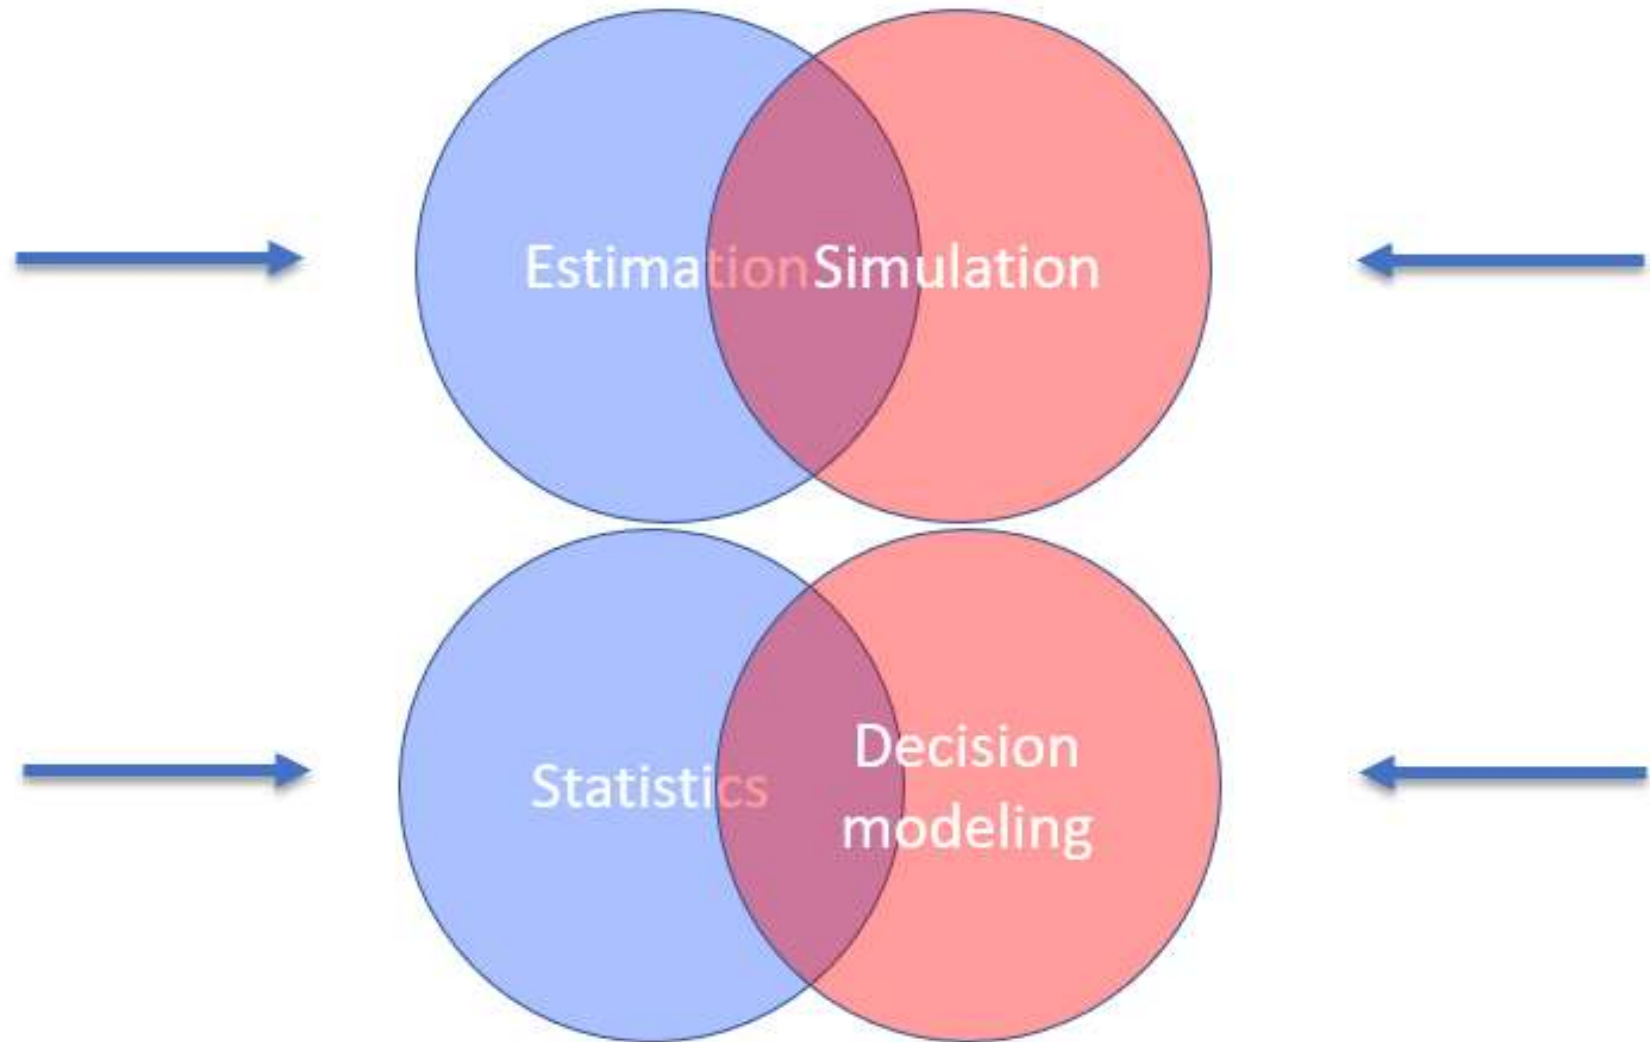 Estimation
Simulation
Statistics
Decision
modeling